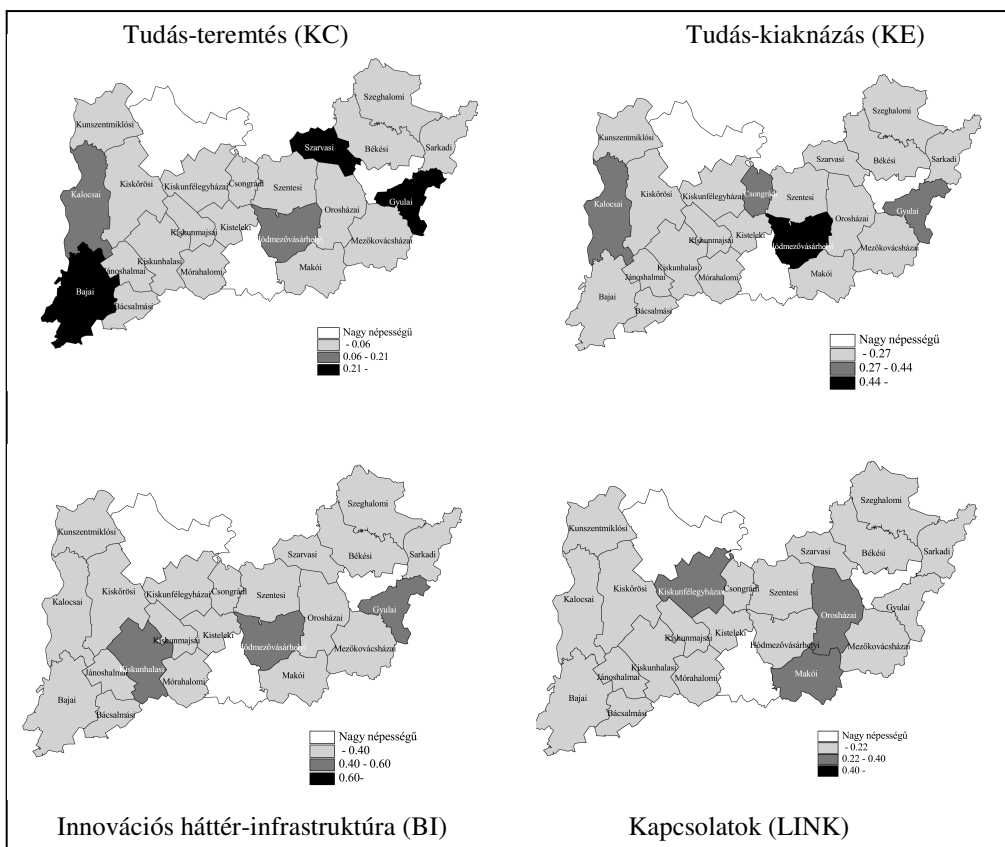 Tudás-teremtés (KC)
Szeghalomi
Kunszentmiklósi
Szarvasi
Békési
Sarkadi
Kalocsai
Kiskőrösi
Kiskunfélegyházai
Csongrádi
Szentesi
Gyulai
Orosházai
Kiskunmajsai
Kisteleki
ódmezővásárhelyi
Mezőkovácsházai
Jánoshalmai
Kiskunhalasi
Mórahalomi
Makói
Bajai
Bácsalmási
Nagy népességű
- 0.06
0.06 - 0.21
0.21 -
Tudás-kiaknázás (KE)
Szeghalomi
Kunszentmiklósi
Szarvasi
Békési
Sarkadi
Kalocsai
Kiskőrösi
Kiskunfélegyházai
Csongrádi
Szentesi
Gyulai
Orosházai
Kiskunmajsai
Kisteleki
ódmezővásárhelyi
Mezőkovácsházai
Jánoshalmai
Kiskunhalasi
Mórahalomi
Makói
Bajai
Bácsalmási
Nagy népességű
- 0.27
0.27 - 0.44
0.44 -
Szeghalomi
Kunszentmiklósi
Szarvasi
Békési
Sarkadi
Kalocsai
Kiskőrösi
Kiskunfélegyházai
Csongrádi
Szentesi
Gyulai
Orosházai
Kiskunmajsai
Kisteleki
ódmezővásárhelyi
Mezőkovácsházai
Jánoshalmai
Kiskunhalasi
Mórahalomi
Makói
Bajai
Bácsalmási
Nagy népességű
- 0.40
0.40 - 0.60
0.60-
Innovációs háttér-infrastruktúra (BI)
Szeghalomi
Kunszentmiklósi
Szarvasi
Békési
Sarkadi
Kalocsai
Kiskőrösi
Kiskunfélegyházai
Csongrádi
Szentesi
Gyulai
Orosházai
Kiskunmajsai
Kisteleki
Hódmezővásárhelyi
Mezőkovácsházai
Jánoshalmai
Kiskunhalasi
Mórahalomi
Makói
Bajai
Bácsalmási
Nagy népességű
- 0.22
0.22 - 0.40
0.40 -
Kapcsolatok (LINK)